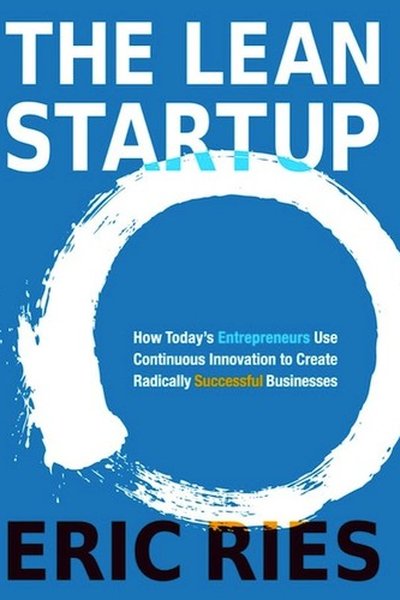 THE LEAN
STARTUP
How Today's Entrepreneurs Use
Continuous Innovation to Create
Radically Successful Businesses
ERIC RIES